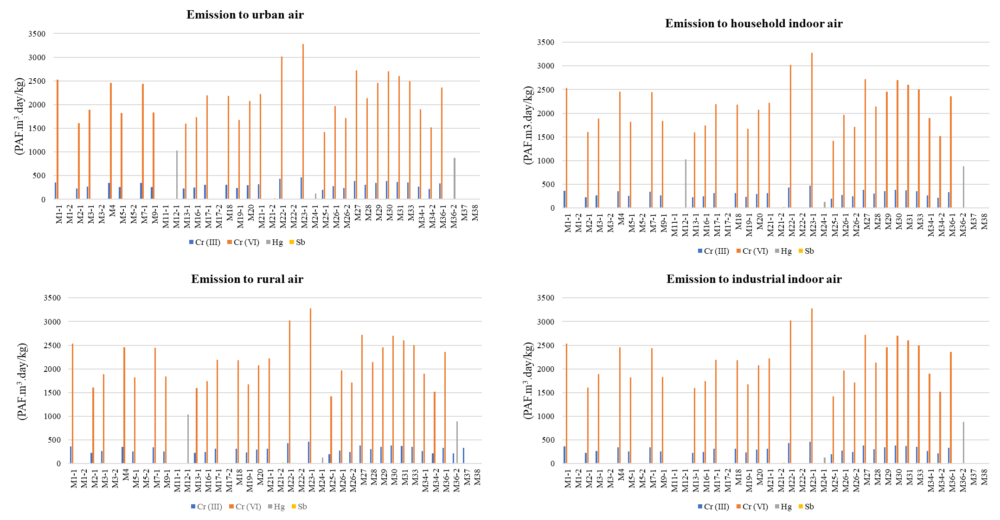 Emission to urban air
(PAF.m³.day/kg)
3500
3000
2500
2000
1500
1000
500
0
M1-1 M1-2 M2-1 M3-1 M3-2 M4 M5-1 M5-2 M7-1 M9-1 M11-1 M12-1 M13-1 M16-1 M17-1 M17-2 M18 M19-1 M20 M21-1 M21-2 M22-1 M22-2 M23-1 M24-1 M25-1 M26-1 M26-2 M27 M28 M29 M30 M31 M33 M34-1 M34-2 M36-1 M36-2 M37 M38
Cr (III) Cr (VI) Hg Sb
Emission to household indoor air
(PAF.m3.day/kg)
3500
3000
2500
2000
1500
1000
500
0
M1-1 M1-2 M2-1 M3-1 M3-2 M4 M5-1 M5-2 M7-1 M9-1 M11-1 M12-1 M13-1 M16-1 M17-1 M17-2 M18 M19-1 M20 M21-1 M21-2 M22-1 M22-2 M23-1 M24-1 M25-1 M26-1 M26-2 M27 M28 M29 M30 M31 M33 M34-1 M34-2 M36-1 M36-2 M37 M38
Cr (III) Cr (VI) Hg Sb
Emission to rural air
(PAF.m³.day/kg)
3500
3000
2500
2000
1500
1000
500
0
M1-1 M1-2 M2-1 M3-1 M3-2 M4 M5-1 M5-2 M7-1 M9-1 M11-1 M12-1 M13-1 M16-1 M17-1 M17-2 M18 M19-1 M20 M21-1 M21-2 M22-1 M22-2 M23-1 M24-1 M25-1 M26-1 M26-2 M27 M28 M29 M30 M31 M33 M34-1 M34-2 M36-1 M36-2 M37 M38
Cr (III) Cr (VI) Hg Sb
Emission to industrial indoor air
(PAF.m³.day/kg)
3500
3000
2500
2000
1500
1000
500
0
M1-1 M1-2 M2-1 M3-1 M3-2 M4 M5-1 M5-2 M7-1 M9-1 M11-1 M12-1 M13-1 M16-1 M17-1 M17-2 M18 M19-1 M20 M21-1 M21-2 M22-1 M22-2 M23-1 M24-1 M25-1 M26-1 M26-2 M27 M28 M29 M30 M31 M33 M34-1 M34-2 M36-1 M36-2 M37 M38
Cr (III) Cr (VI) Hg Sb